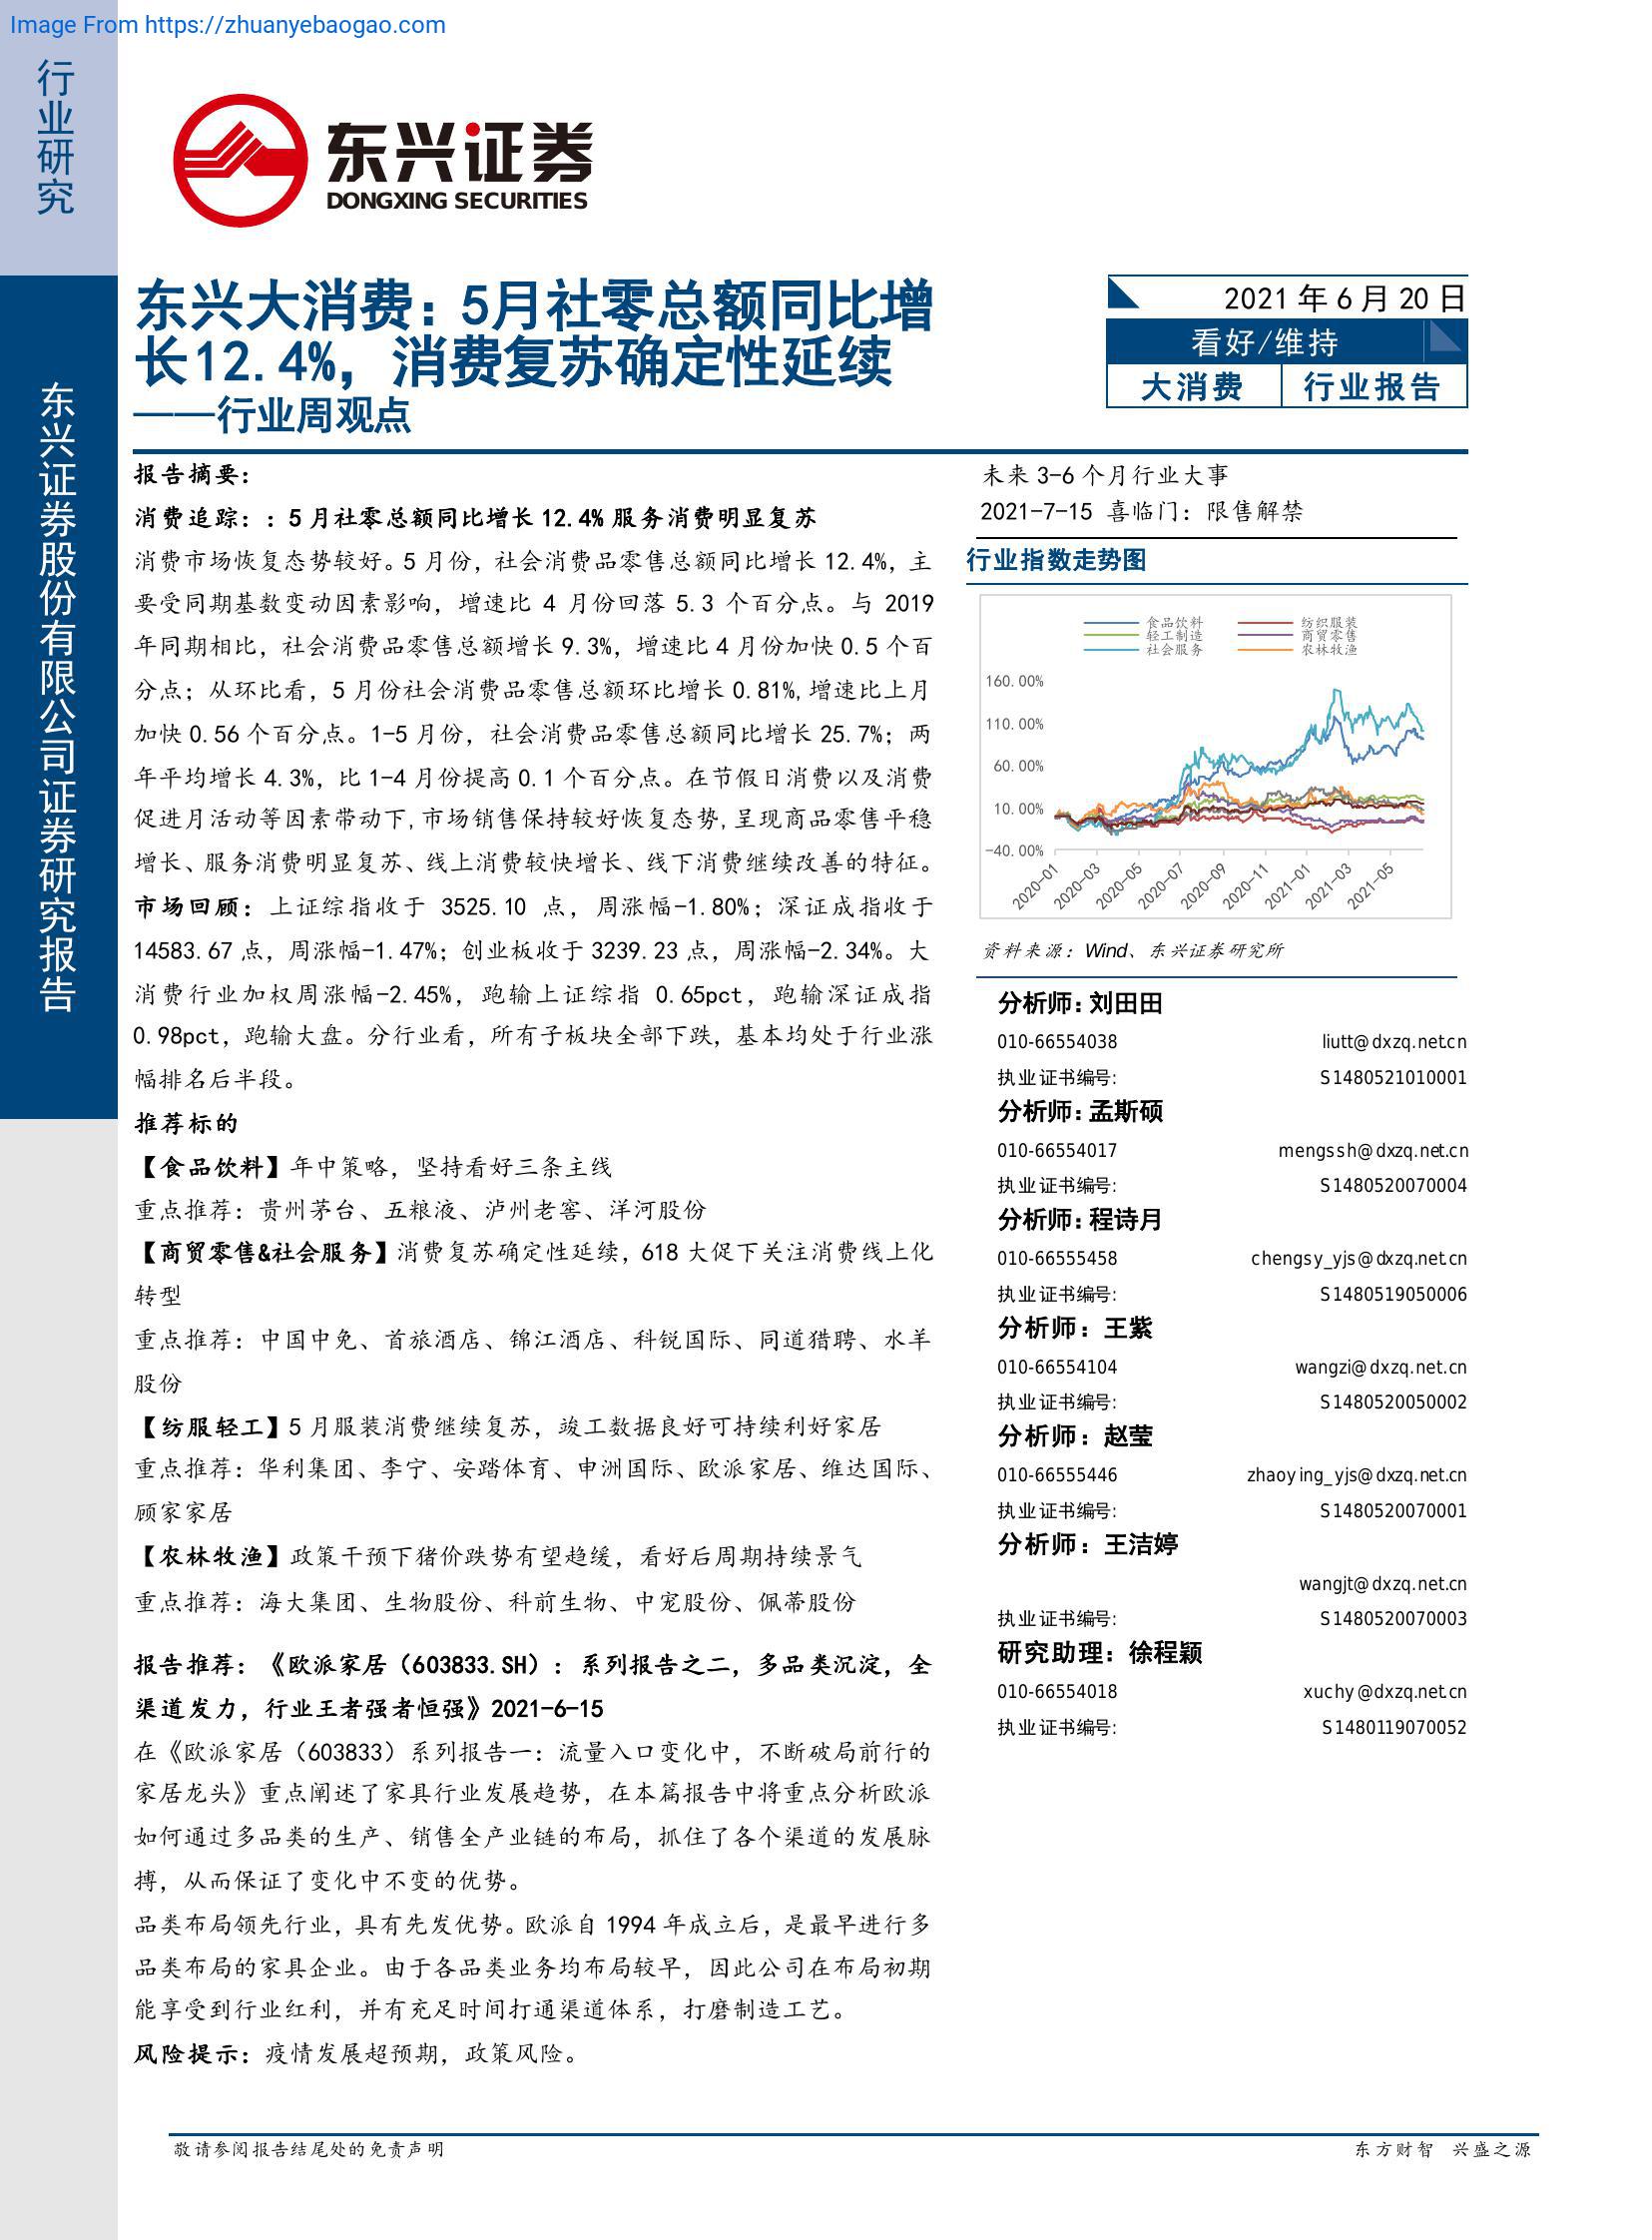 Image From https://zhuanyebaogao.com
行业研究
东兴证券股份有限公司证券研究报告
东兴证券
DONGXING SECURITIES
东兴大消费：5月社零总额同比增
长12.4%，消费复苏确定性延续
——行业周观点
2021 年 6 月 20 日
看好/维持
大消费 行业报告
报告摘要：
消费追踪：：5 月社零总额同比增长 12.4% 服务消费明显复苏
消费市场恢复态势较好。5 月份，社会消费品零售总额同比增长 12.4%，主
要受同期基数变动因素影响，增速比 4 月份回落 5.3 个百分点。与 2019
年同期相比，社会消费品零售总额增长 9.3%，增速比 4 月份加快 0.5 个百
分点；从环比看，5 月份社会消费品零售总额环比增长 0.81%,增速比上月
加快 0.56 个百分点。1-5 月份，社会消费品零售总额同比增长 25.7%；两
年平均增长 4.3%，比 1-4 月份提高 0.1 个百分点。在节假日消费以及消费
促进月活动等因素带动下,市场销售保持较好恢复态势,呈现商品零售平稳
增长、服务消费明显复苏、线上消费较快增长、线下消费继续改善的特征。
市场回顾：上证综指收于 3525.10 点，周涨幅-1.80%；深证成指收于
14583.67 点，周涨幅-1.47%；创业板收于 3239.23 点，周涨幅-2.34%。大
消费行业加权周涨幅-2.45%，跑输上证综指 0.65pct，跑输深证成指
0.98pct，跑输大盘。分行业看，所有子板块全部下跌，基本均处于行业涨
幅排名后半段。
推荐标的
【食品饮料】年中策略，坚持看好三条主线
重点推荐：贵州茅台、五粮液、泸州老窖、洋河股份
【商贸零售&社会服务】消费复苏确定性延续，618 大促下关注消费线上化
转型
重点推荐：中国中免、首旅酒店、锦江酒店、科锐国际、同道猎聘、水羊
股份
【纺服轻工】5 月服装消费继续复苏，竣工数据良好可持续利好家居
重点推荐：华利集团、李宁、安踏体育、申洲国际、欧派家居、维达国际、
顾家家居
【农林牧渔】政策干预下猪价跌势有望趋缓，看好后周期持续景气
重点推荐：海大集团、生物股份、科前生物、中宠股份、佩蒂股份
报告推荐：《欧派家居（603833.SH）：系列报告之二，多品类沉淀，全
渠道发力，行业王者强者恒强》2021-6-15
在《欧派家居（603833）系列报告一：流量入口变化中，不断破局前行的
家居龙头》重点阐述了家具行业发展趋势，在本篇报告中将重点分析欧派
如何通过多品类的生产、销售全产业链的布局，抓住了各个渠道的发展脉
搏，从而保证了变化中不变的优势。
品类布局领先行业，具有先发优势。欧派自 1994 年成立后，是最早进行多
品类布局的家具企业。由于各品类业务均布局较早，因此公司在布局初期
能享受到行业红利，并有充足时间打通渠道体系，打磨制造工艺。
风险提示：疫情发展超预期，政策风险。
未来 3-6 个月行业大事
2021-7-15 喜临门：限售解禁
行业指数走势图
食品饮料 纺织服装
轻工制造 商贸零售
社会服务 农林牧渔
160.00%
110.00%
60.00%
10.00%
-40.00%
2020-01 2020-03 2020-05 2020-07 2020-09 2020-11 2021-01 2021-03 2021-05
资料来源：Wind、东兴证券研究所
分析师：刘田田
010-66554038 liutt@dxzq.net.cn
执业证书编号: S1480521010001
分析师：孟斯硕
010-66554017 mengssh@dxzq.net.cn
执业证书编号: S1480520070004
分析师：程诗月
010-66555458 chengsy_yjs@dxzq.net.cn
执业证书编号: S1480519050006
分析师：王紫
010-66554104 wangzi@dxzq.net.cn
执业证书编号: S1480520050002
分析师：赵莹
010-66555446 zhaoying_yjs@dxzq.net.cn
执业证书编号: S1480520070001
分析师：王洁婷
wangjt@dxzq.net.cn
执业证书编号: S1480520070003
研究助理：徐程颖
010-66554018 xuchy@dxzq.net.cn
执业证书编号: S1480119070052
敬请参阅报告结尾处的免责声明
东方财智 兴盛之源